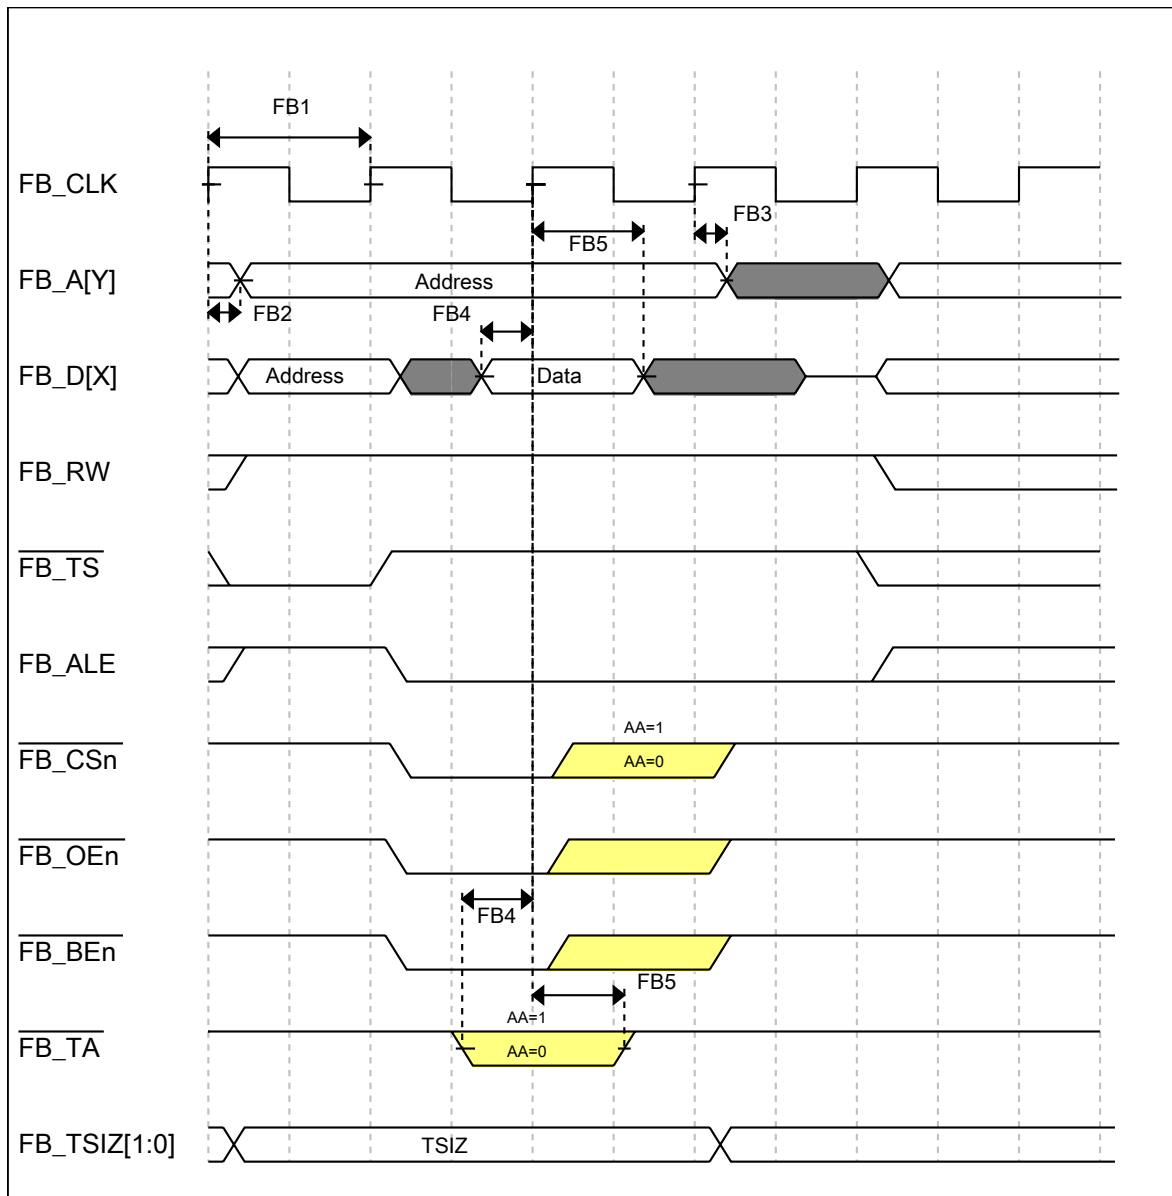 FB1
FB_CLK
FB3
FB5
FB_A[Y]
Address
FB2
FB4
FB_D[X]
Address
Data
FB_RW
FB_TS
FB_ALE
AA=1
FB_CSn
AA=0
FB_OEn
FB4
FB_BEn
FB5
AA=1
FB_TA
AA=0
FB_TSIZ[1:0]
TSIZ